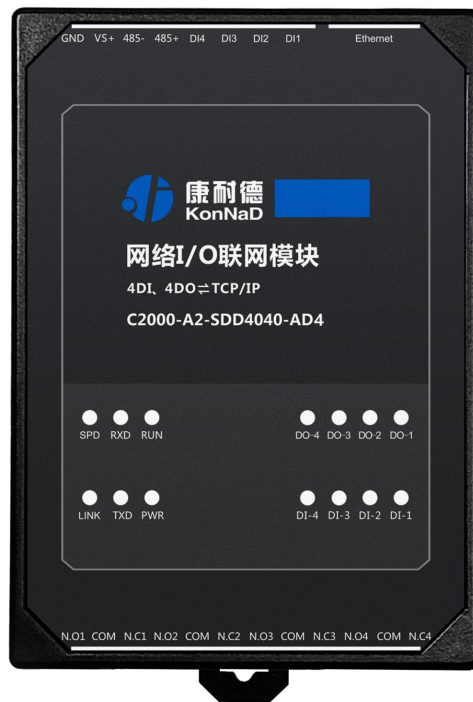 GND VS+ 485- 485+ DI4 DI3 DI2 DI1 Ethernet
康耐德
KonNaD
网络I/O联网模块
4DI、4DO⇌TCP/IP
C2000-A2-SDD4040-AD4
SPD RXD RUN DO-4 DO-3 DO-2 DO-1
LINK TXD PWR DI-4 DI-3 DI-2 DI-1
N.O1 COM N.C1 N.O2 COM N.C2 N.O3 COM N.C3 N.O4 COM N.C4